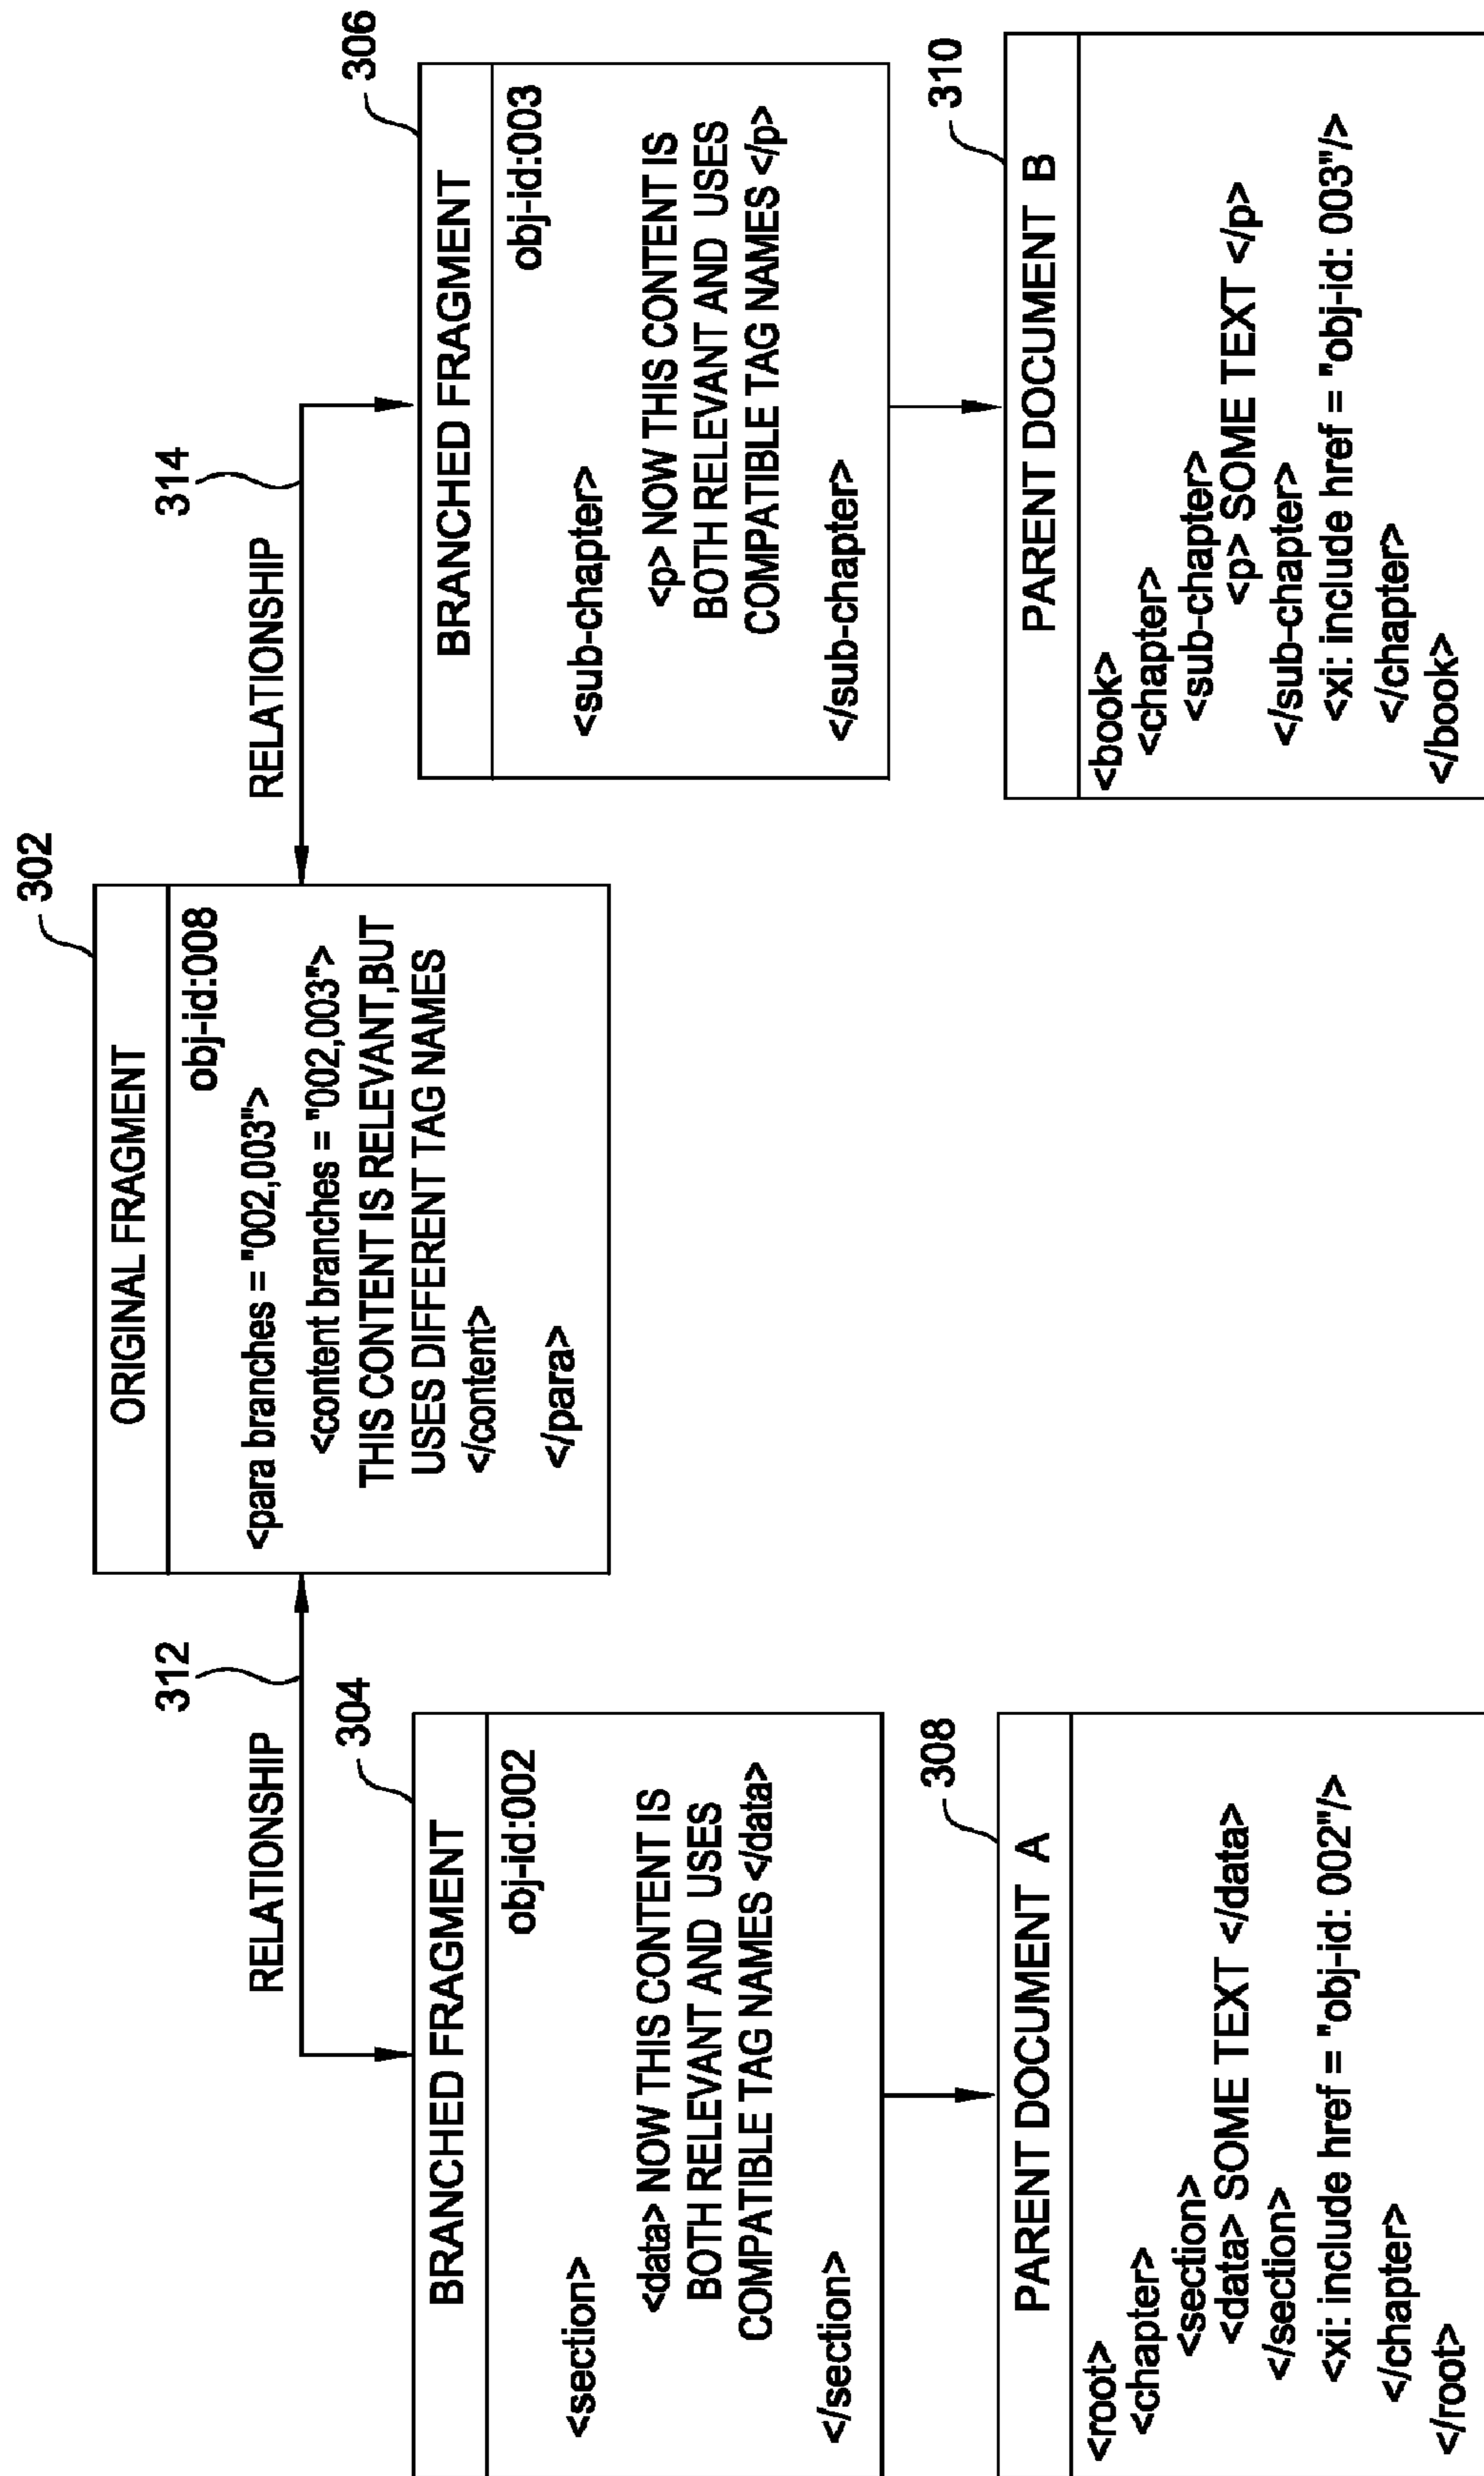 302
ORIGINAL FRAGMENT
obj-id:008
<para branches = "002,003">
<content branches = "002,003">
THIS CONTENT IS RELEVANT,BUT
USES DIFFERENT TAG NAMES
</content>
</para>
312
RELATIONSHIP
314
RELATIONSHIP
304
BRANCHED FRAGMENT
obj-id:002
<section>
<data> NOW THIS CONTENT IS
BOTH RELEVANT AND USES
COMPATIBLE TAG NAMES </data>
</section>
306
BRANCHED FRAGMENT
obj-id:003
<sub-chapter>
<p> NOW THIS CONTENT IS
BOTH RELEVANT AND USES
COMPATIBLE TAG NAMES </p>
</sub-chapter>
308
PARENT DOCUMENT A
<root>
<chapter>
<section>
<data> SOME TEXT </data>
</section>
<xi: include href = "obj-id: 002"/>
</chapter>
</root>
310
PARENT DOCUMENT B
<book>
<chapter>
<sub-chapter>
<p> SOME TEXT </p>
</sub-chapter>
<xi: include href = "obj-id: 003"/>
</chapter>
</book>